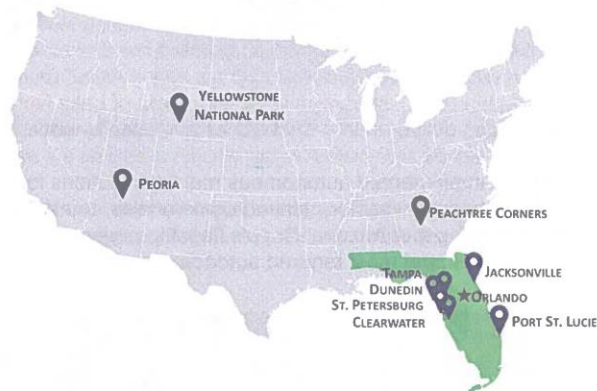 YELLOWSTONE
NATIONAL PARK
PEORIA
PEACHTREE CORNERS
TAMPA
DUNEDIN
ST. PETERSBURG
CLEARWATER
JACKSONVILLE
ORLANDO
PORT ST. LUCIE